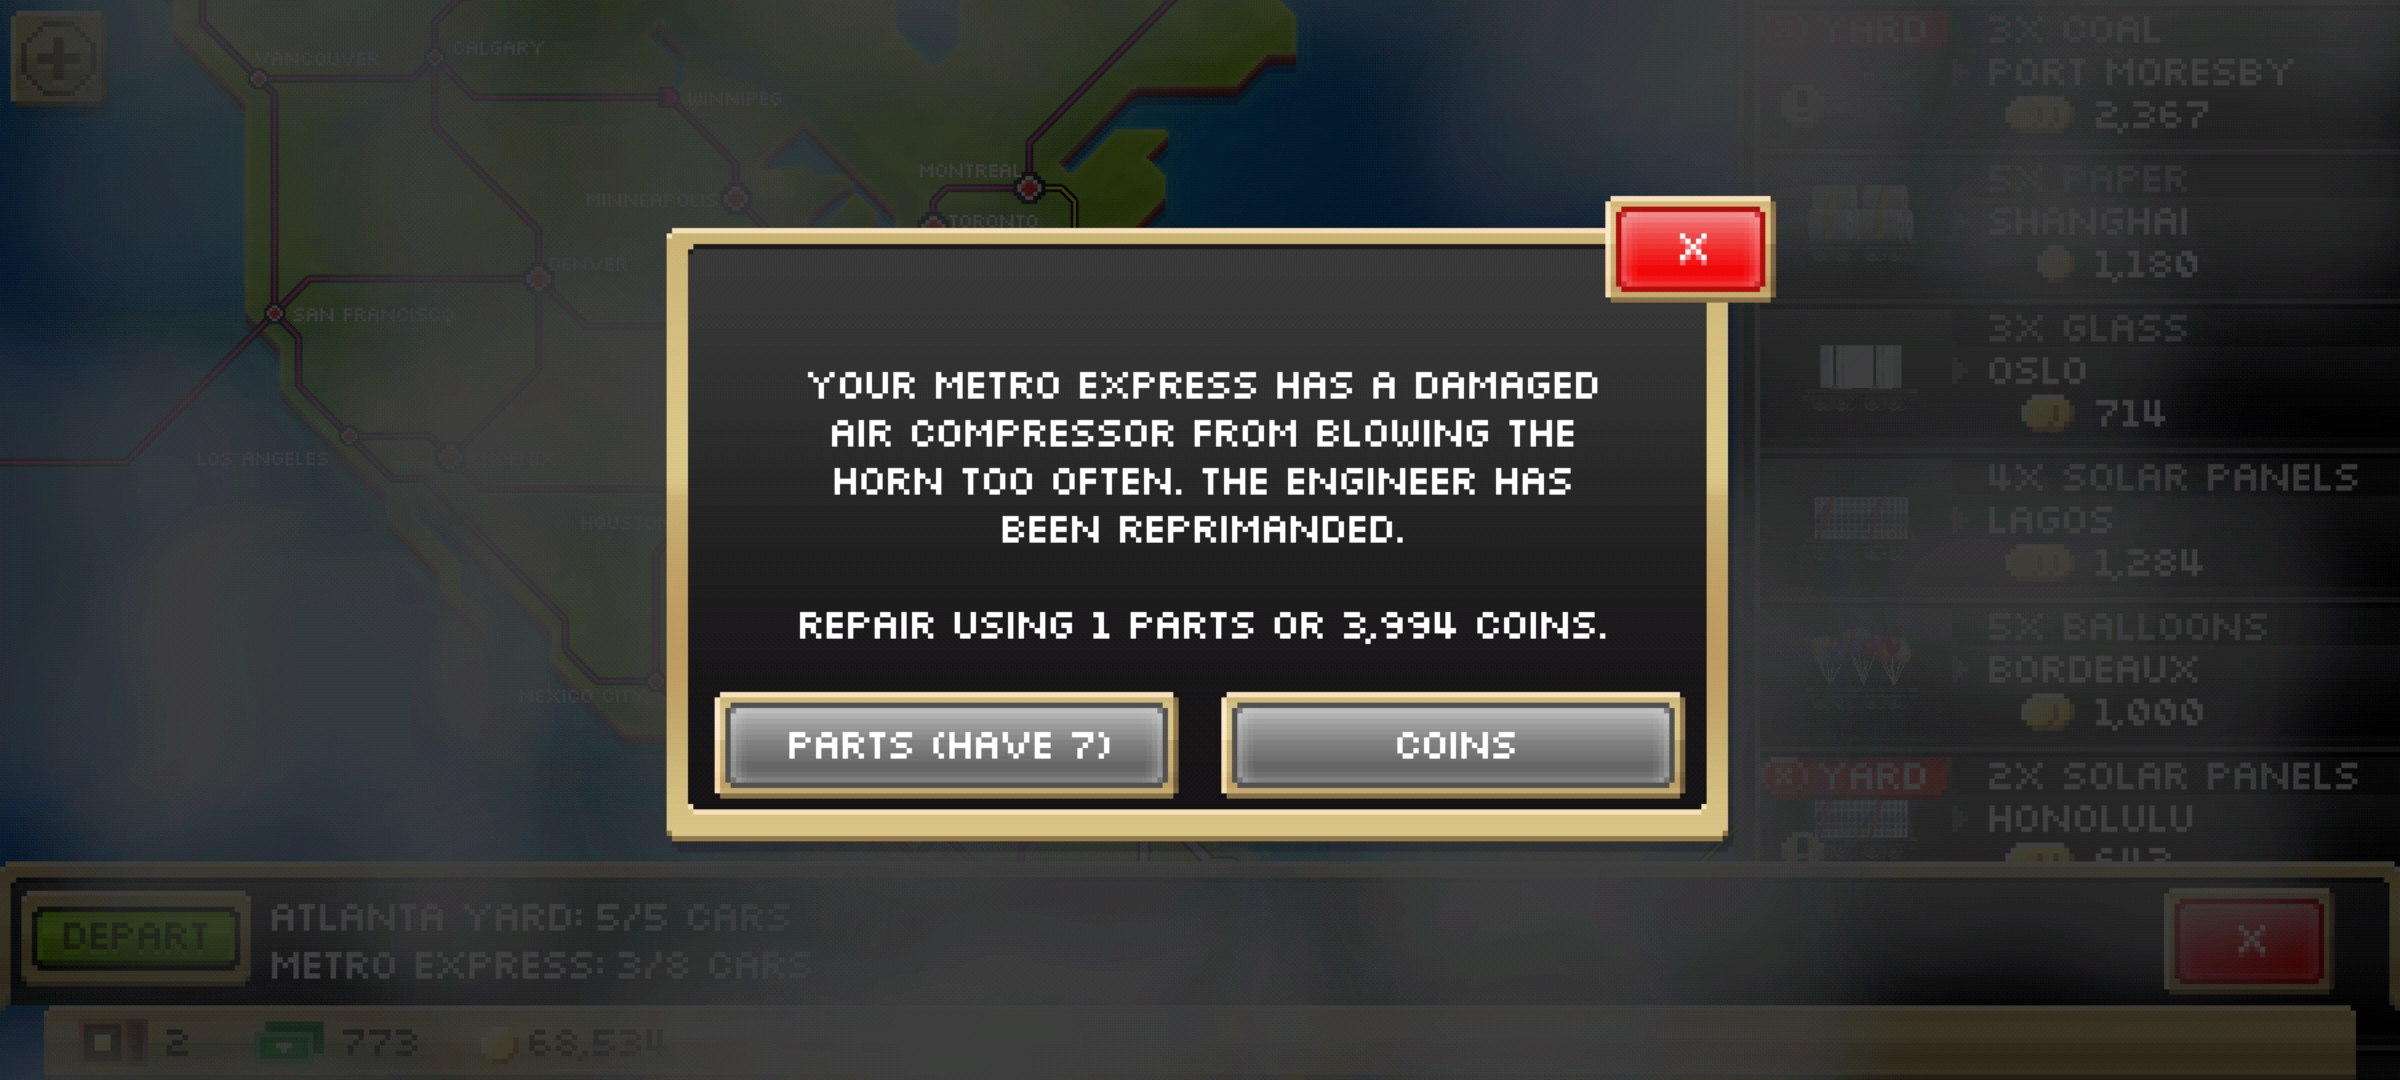 VANCOUVER
CALGARY
WINNIPEG
MONTREAL
MINNEAPOLIS
TORONTO
DENVER
SAN FRANCISCO
LOS ANGELES
HOUSTO
MEXICO CITY
YARD
3X COAL
PORT MORESBY
2,367
5X PAPER
SHANGHAI
1,180
3X GLASS
OSLO
714
4X SOLAR PANELS
LAGOS
1,284
5X BALLOONS
BORDEAUX
1,000
X YARD
2X SOLAR PANELS
HONOLULU
X
YOUR METRO EXPRESS HAS A DAMAGED
AIR COMPRESSOR FROM BLOWING THE
HORN TOO OFTEN. THE ENGINEER HAS
BEEN REPRIMANDED.
REPAIR USING 1 PARTS OR 3,994 COINS.
PARTS (HAVE 7)
COINS
DEPART
ATLANTA YARD: 5/5 CARS
METRO EXPRESS: 3/8 CARS
X
2
773
68,534